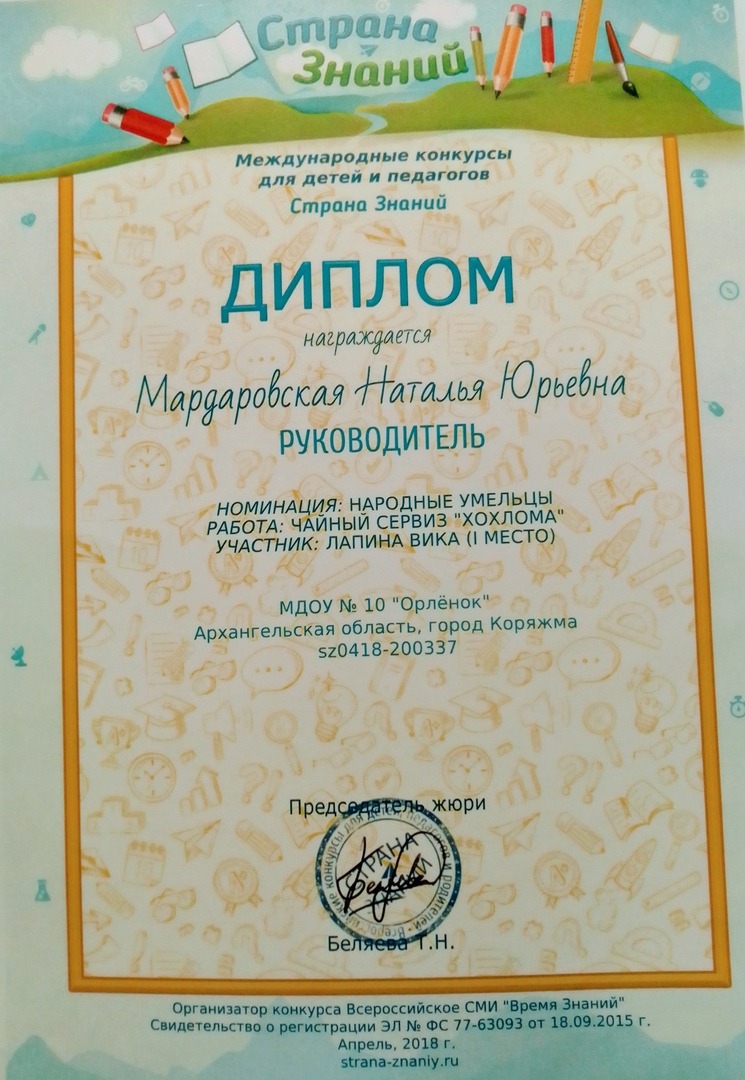 Страна
Знаний
Международные конкурсы
для детей и педагогов
Страна Знаний
ДИПЛОМ
награждается
Мардаровская Наталья Юрьевна
РУКОВОДИТЕЛЬ
НОМИНАЦИЯ: НАРОДНЫЕ УМЕЛЬЦЫ
РАБОТА: ЧАЙНЫЙ СЕРВИЗ "ХОХЛОМА"
УЧАСТНИК: ЛАПИНА ВИКА (I МЕСТО)
МДОУ № 10 "Орлёнок"
Архангельская область, город Коряжма
sz0418-200337
Председатель жюри
Беляева Т.Н.
Организатор конкурса Всероссийское СМИ "Время Знаний"
Свидетельство о регистрации ЭЛ № ФС 77-63093 от 18.09.2015 г.
Апрель, 2018 г.
strana-znaniy.ru